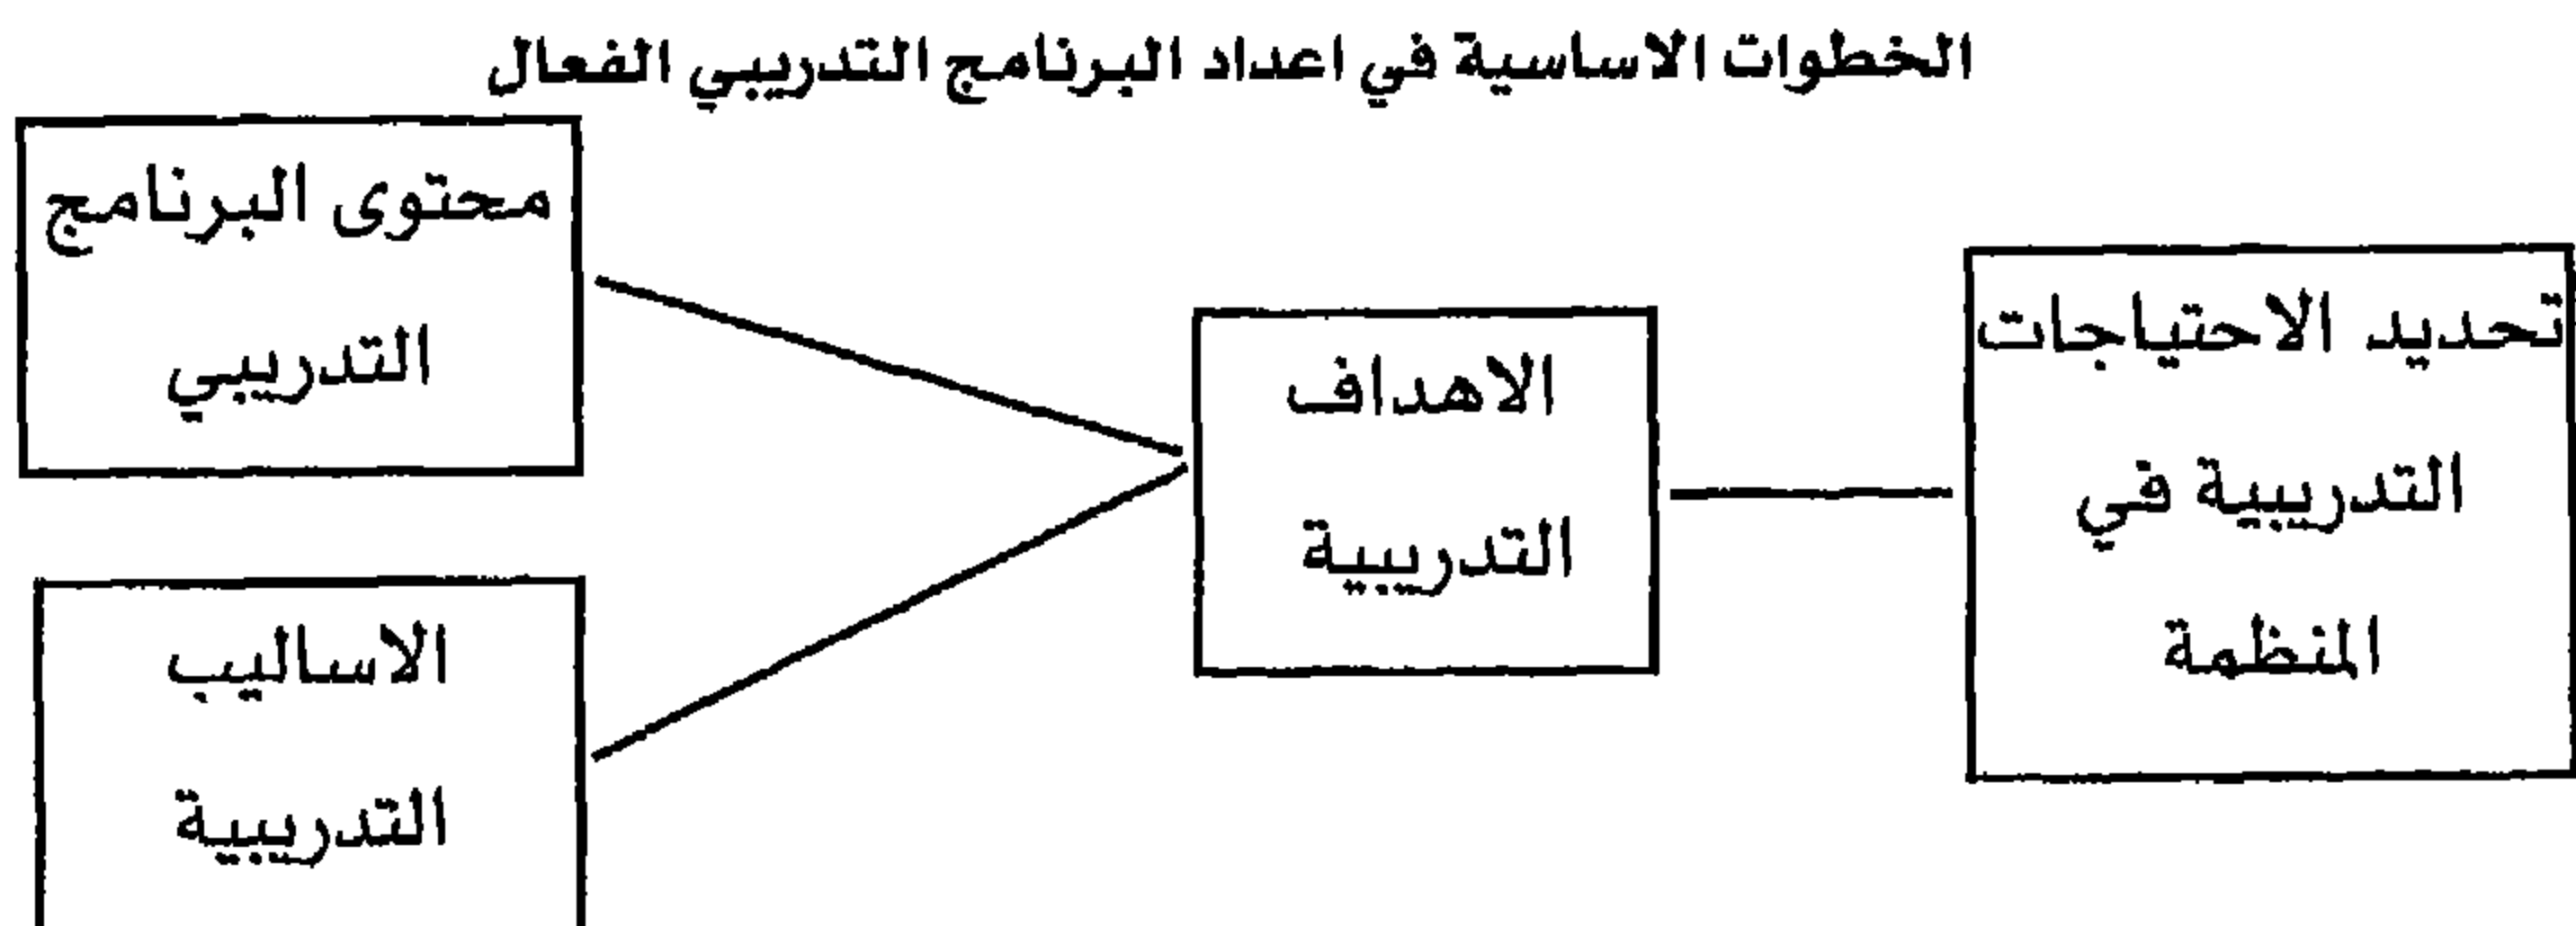 الخطوات الاساسية في اعداد البرنامج التدريبي الفعال
تحديد الاحتياجات
التدريبية في
المنظمة
الاهداف
التدريبية
محتوى البرنامج
التدريبي
الاساليب
التدريبية